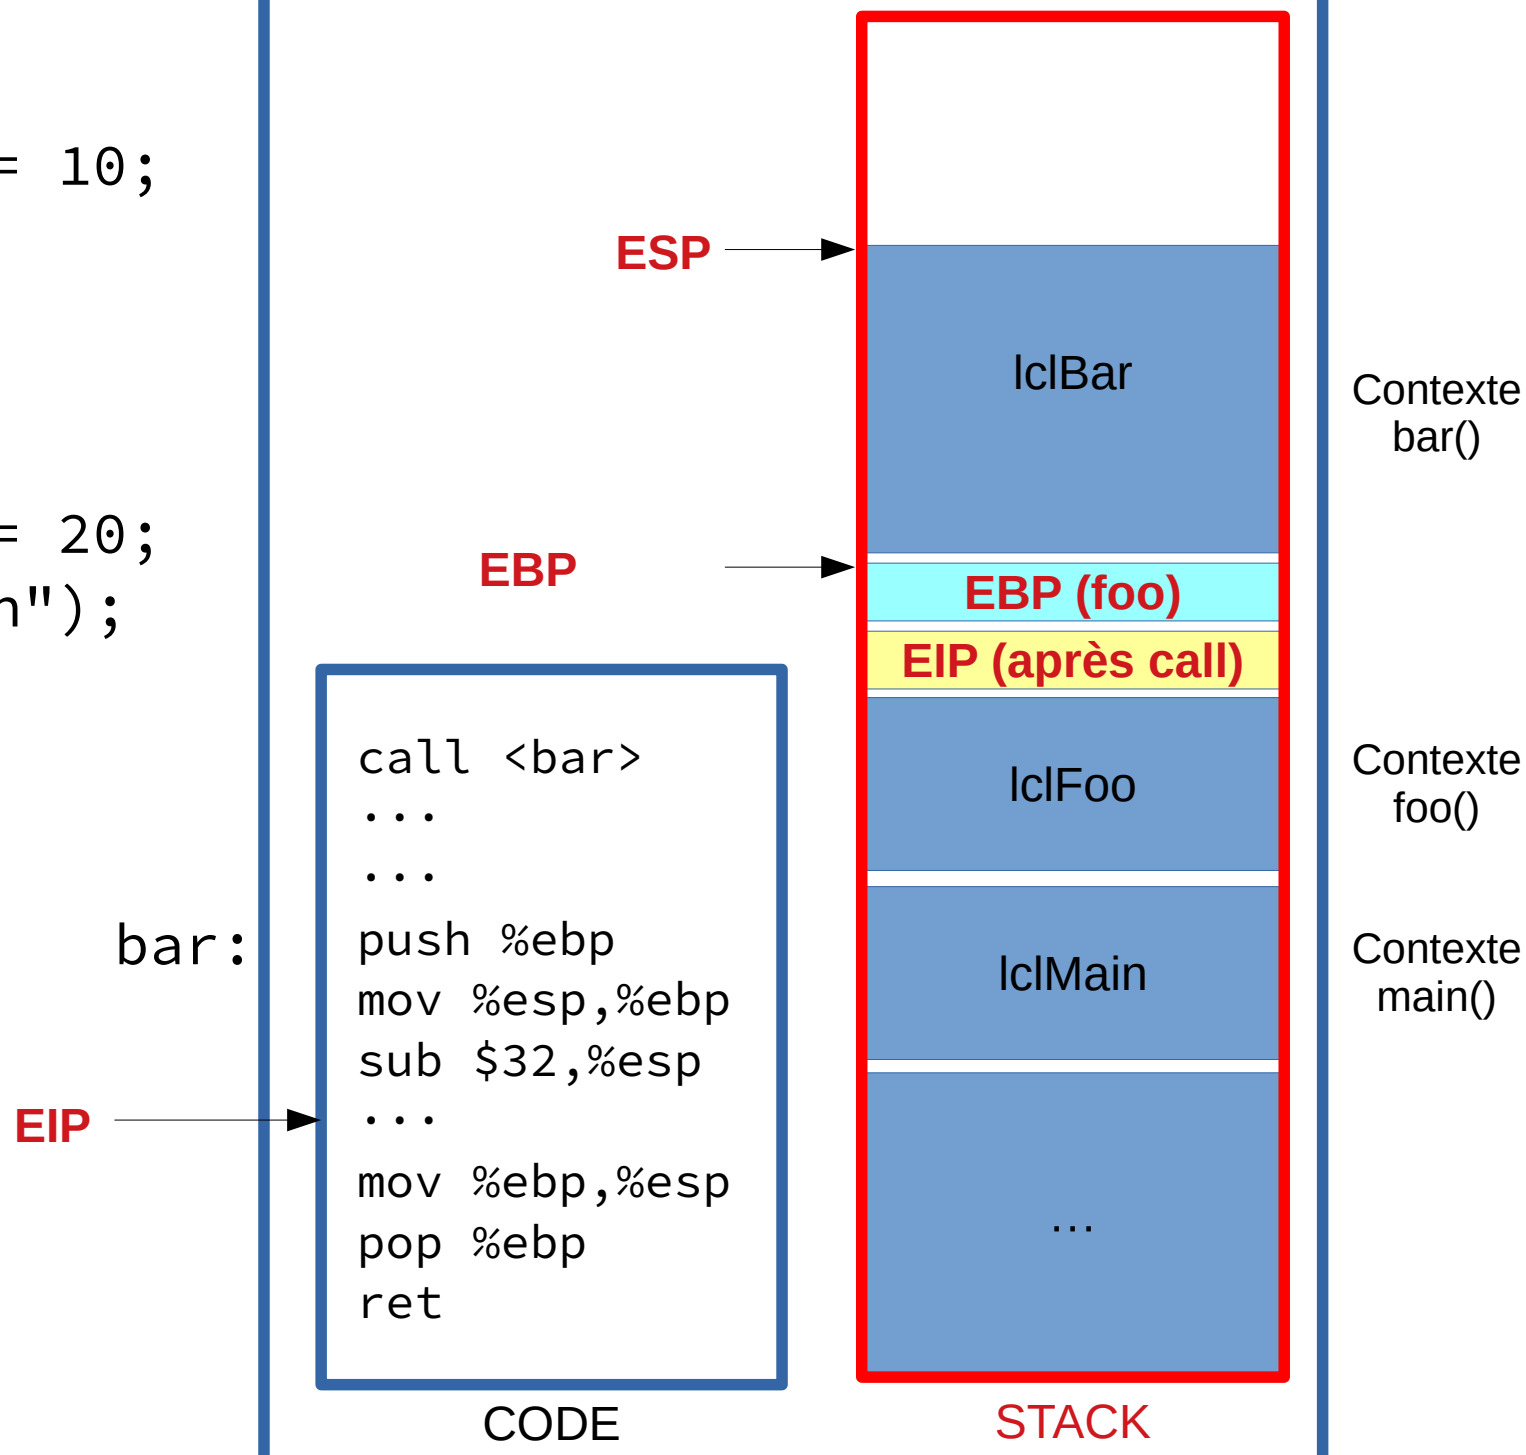 = 10;
= 20;
n");
bar:
EIP
ESP
EBP
call <bar>
...
...
push %ebp
mov %esp,%ebp
sub $32,%esp
...
mov %ebp,%esp
pop %ebp
ret
CODE
lclBar
EBP (foo)
EIP (après call)
lclFoo
lclMain
...
STACK
Contexte
bar()
Contexte
foo()
Contexte
main()